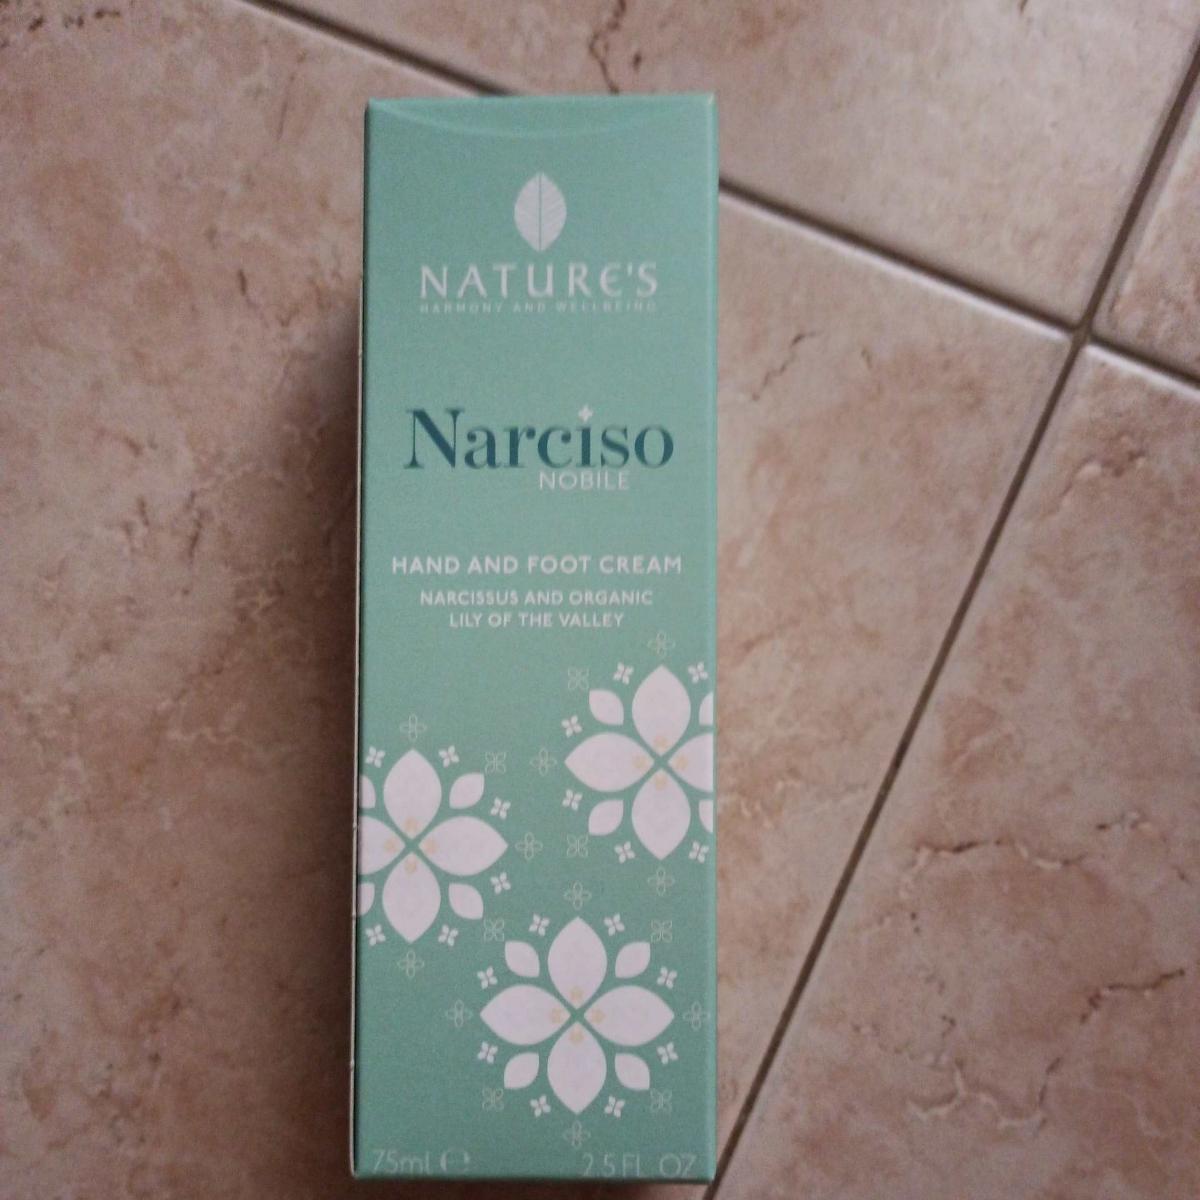 NATURE'S
HARMONY AND WELLBEING
Narciso
NOBILE
HAND AND FOOT CREAM
NARCISSUS AND ORGANIC
LILY OF THE VALLEY
75ml ℮ 2.5 FL. OZ